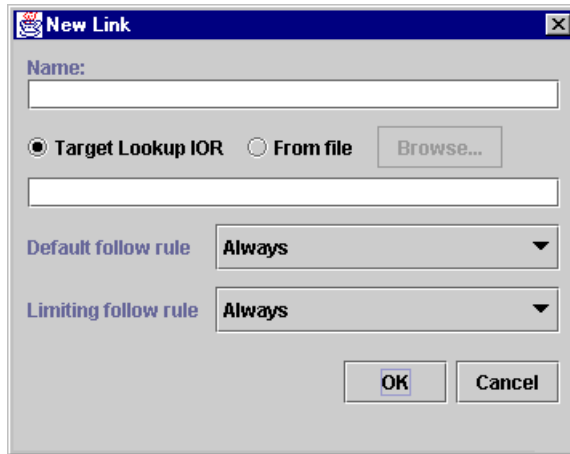 New Link
Name:
Target Lookup IOR From file Browse...
Default follow rule Always
Limiting follow rule Always
OK Cancel